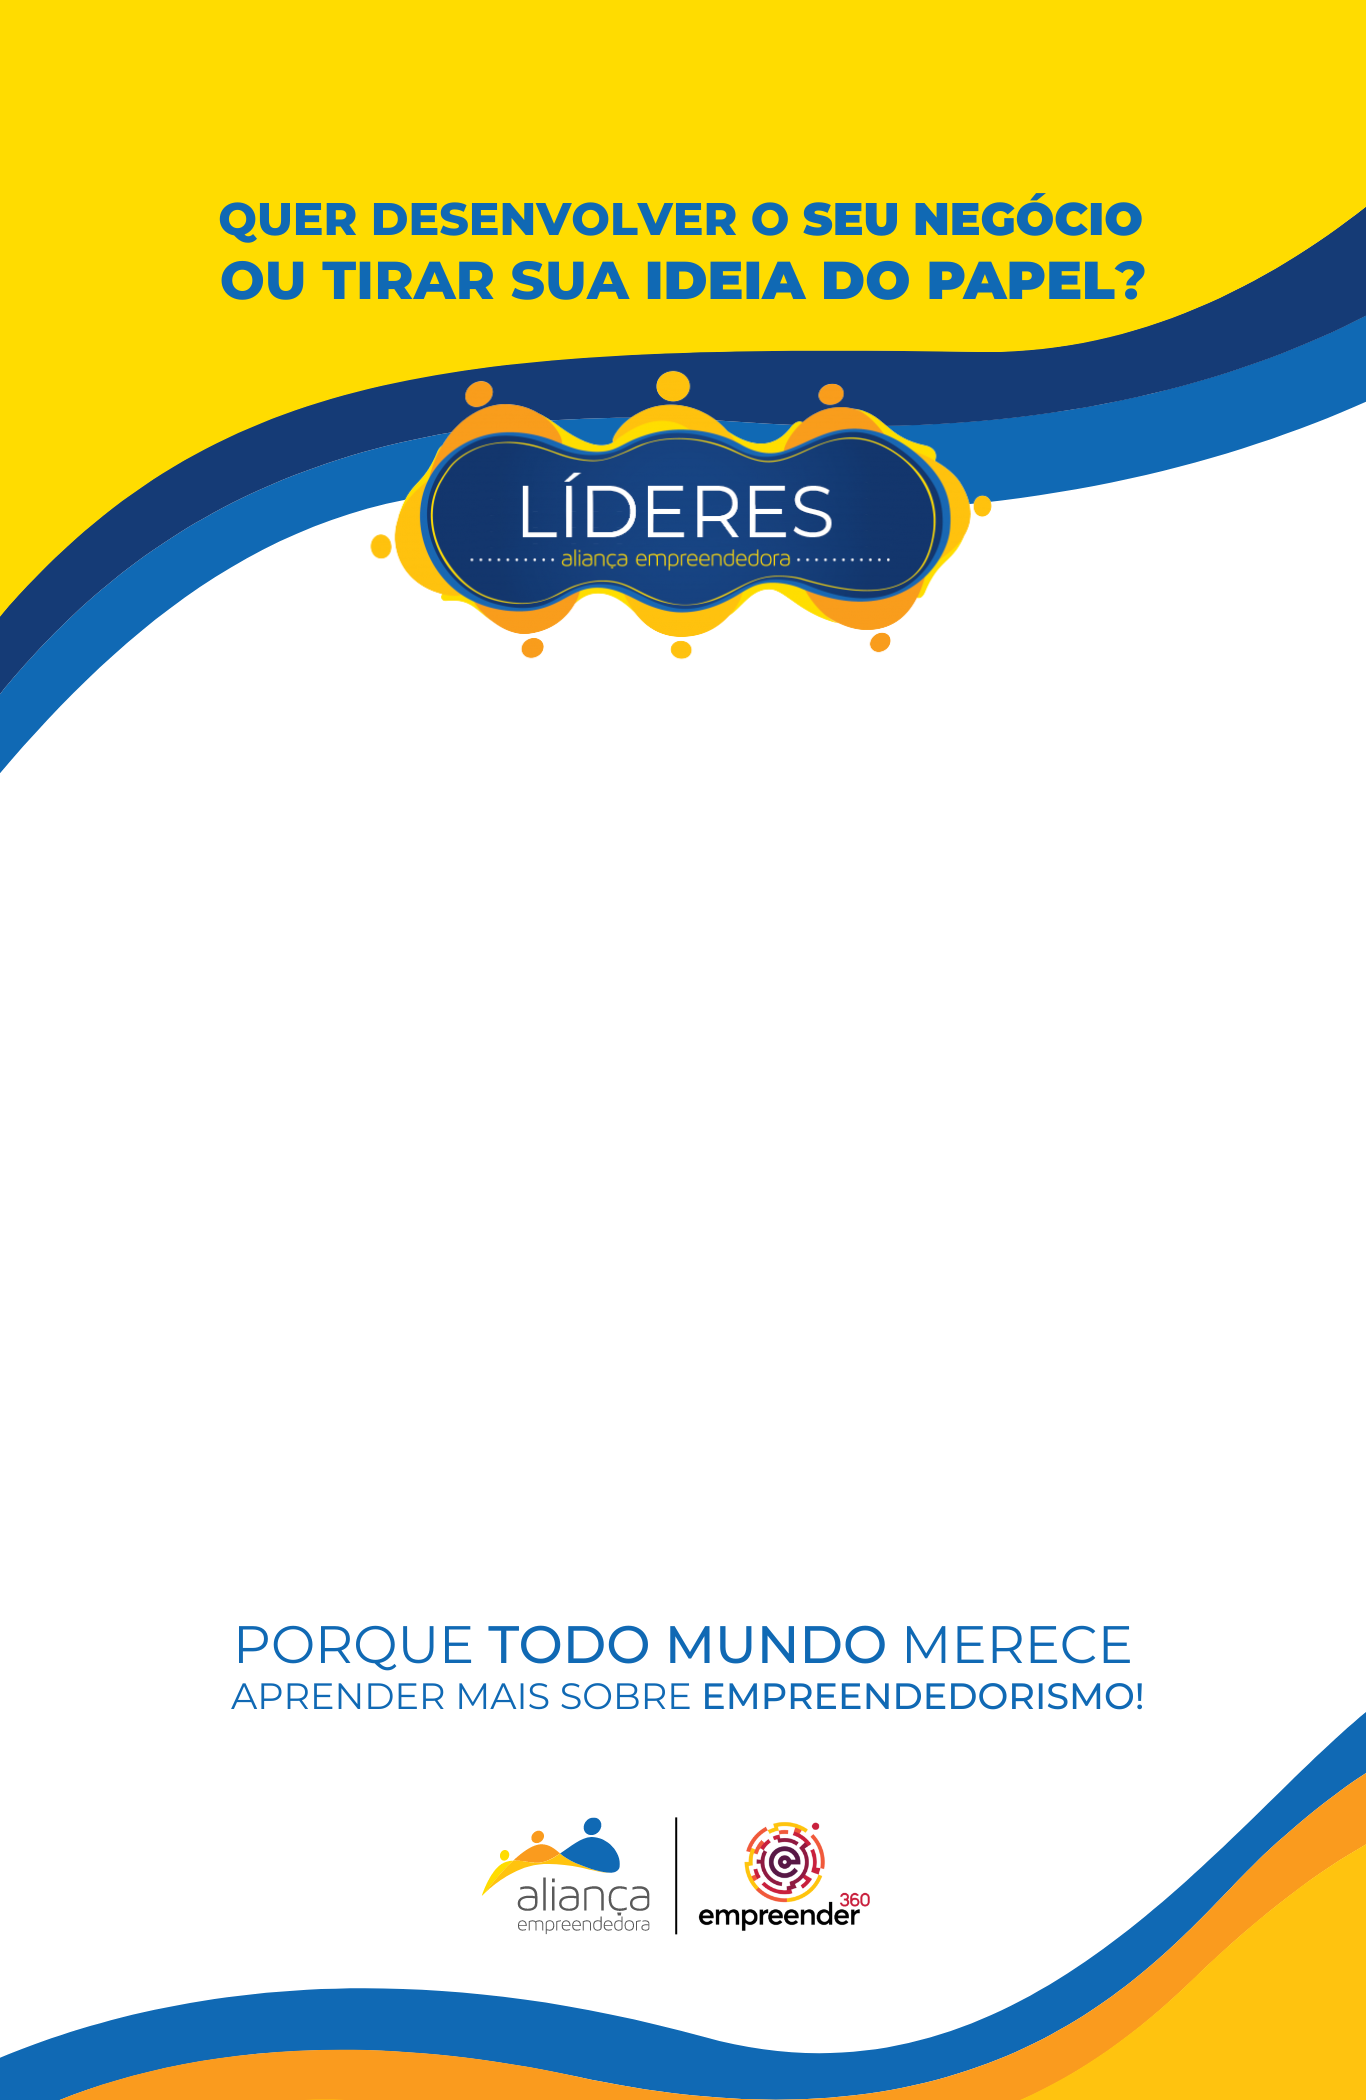 QUER DESENVOLVER O SEU NEGÓCIO
OU TIRAR SUA IDEIA DO PAPEL?
LÍDERES
aliança empreendedora
PORQUE TODO MUNDO MERECE
APRENDER MAIS SOBRE EMPREENDEDORISMO!
aliança
empreendedora
360
empreender